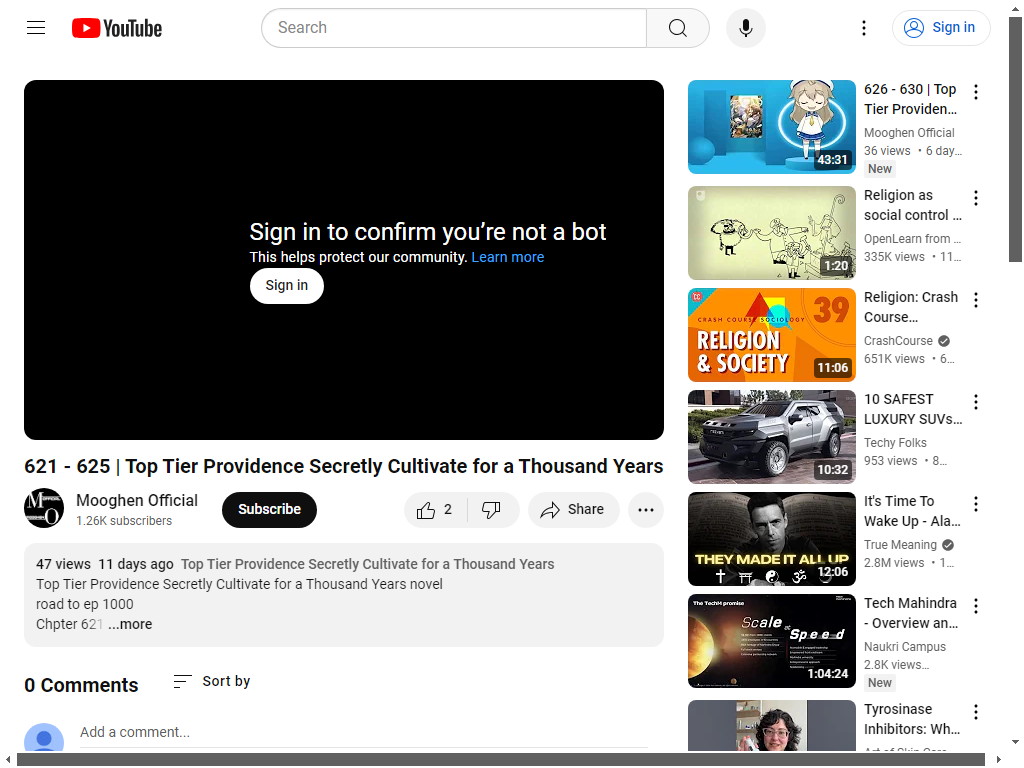 YouTube
Search
Sign in
Sign in to confirm you're not a bot
This helps protect our community. Learn more
Sign in
621 - 625 | Top Tier Providence Secretly Cultivate for a Thousand Years
Mooghen Official
1.26K subscribers
Subscribe
2
Share
47 views 11 days ago Top Tier Providence Secretly Cultivate for a Thousand Years
Top Tier Providence Secretly Cultivate for a Thousand Years novel
road to ep 1000
Chpter 621 ...more
0 Comments
Sort by
Add a comment...
43:31
626 - 630 | Top
Tier Providen...
Mooghen Official
36 views • 6 day...
New
1:20
Religion as
social control ...
OpenLearn from ...
335K views • 11...
CC
CRASH COURSE SOCIOLOGY
39
RELIGION
& SOCIETY
11:06
Religion: Crash
Course...
CrashCourse
651K views • 6...
10:32
10 SAFEST
LUXURY SUVs...
Techy Folks
953 views • 8...
THEY MADE IT ALL UP
12:06
It's Time To
Wake Up - Ala...
True Meaning
2.8M views • 1...
The TechM promise
Scale at Speed
1:04:24
Tech Mahindra
- Overview an...
Naukri Campus
2.8K views...
New
Tyrosinase
Inhibitors: Wh...